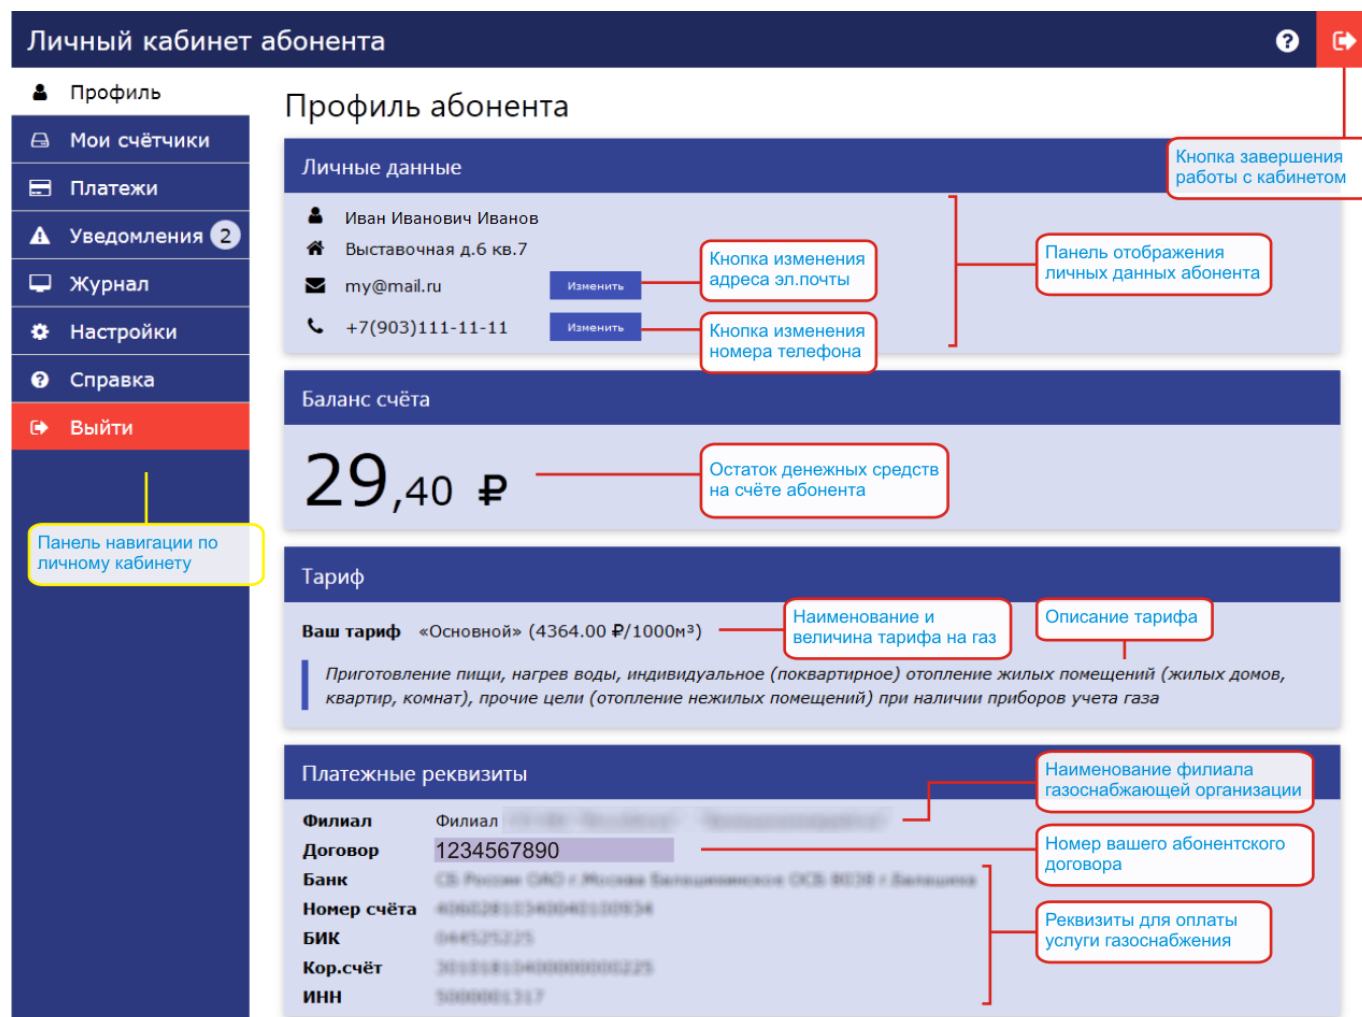 Личный кабинет абонента
Профиль
Мои счётчики
Платежи
Уведомления 2
Журнал
Настройки
Справка
Выйти
Панель навигации по
личному кабинету
Профиль абонента
Кнопка завершения
работы с кабинетом
Личные данные
Иван Иванович Иванов
Выставочная д.6 кв.7
my@mail.ru
Изменить
+7(903)111-11-11
Изменить
Кнопка изменения
адреса эл.почты
Кнопка изменения
номера телефона
Панель отображения
личных данных абонента
Баланс счёта
29,40 ₽
Остаток денежных средств
на счёте абонента
Тариф
Ваш тариф «Основной» (4364.00 ₽/1000м³)
Наименование и
величина тарифа на газ
Описание тарифа
Приготовление пищи, нагрев воды, индивидуальное (поквартирное) отопление жилых помещений (жилых домов,
квартир, комнат), прочие цели (отопление нежилых помещений) при наличии приборов учета газа
Платежные реквизиты
Наименование филиала
газоснабжающей организации
Филиал Филиал
Договор 1234567890
Номер вашего абонентского
договора
Банк
Номер счёта
БИК
Кор.счёт
ИНН
Реквизиты для оплаты
услуги газоснабжения